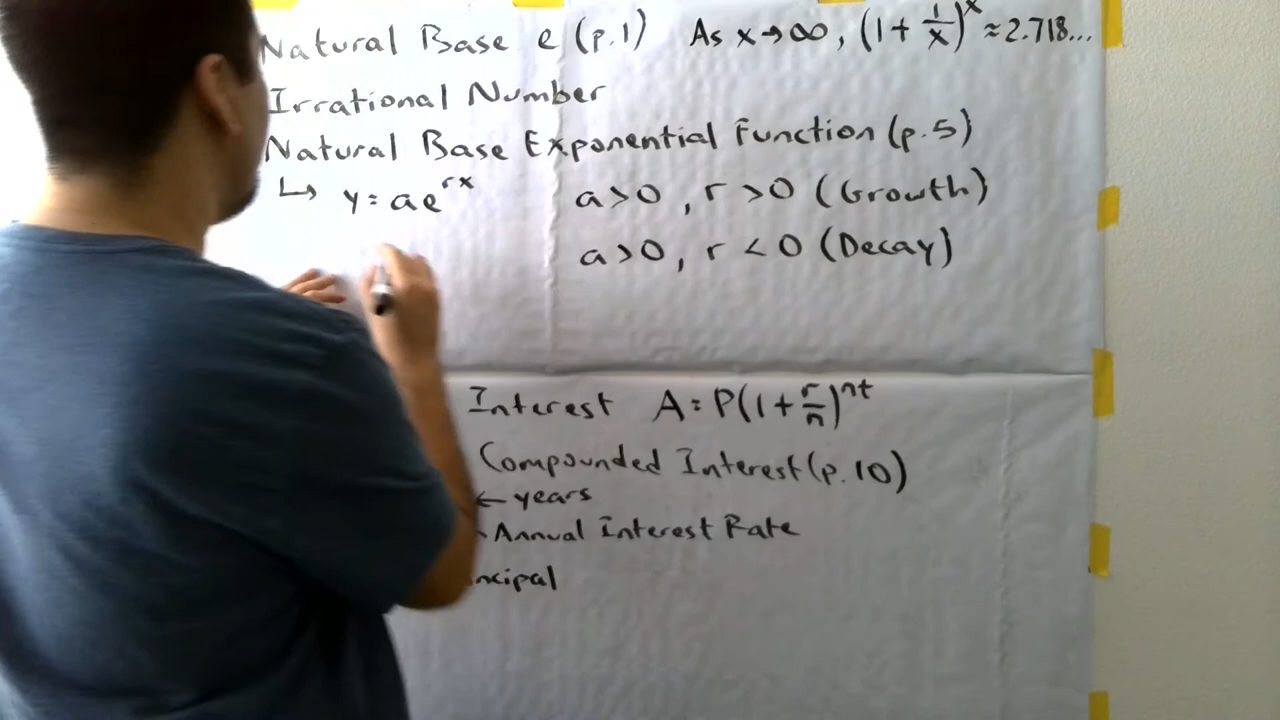 Natural Base e (p.1) As x→∞, (1 + 1/x)^x ≈ 2.718...
Irrational Number
Natural Base Exponential Function (p.5)
↳ y = ae^rx a>0, r>0 (Growth)
a>0, r<0 (Decay)
Interest A = P(1 + r/n)^nt
Compounded Interest (p.10)
← years
Annual Interest Rate